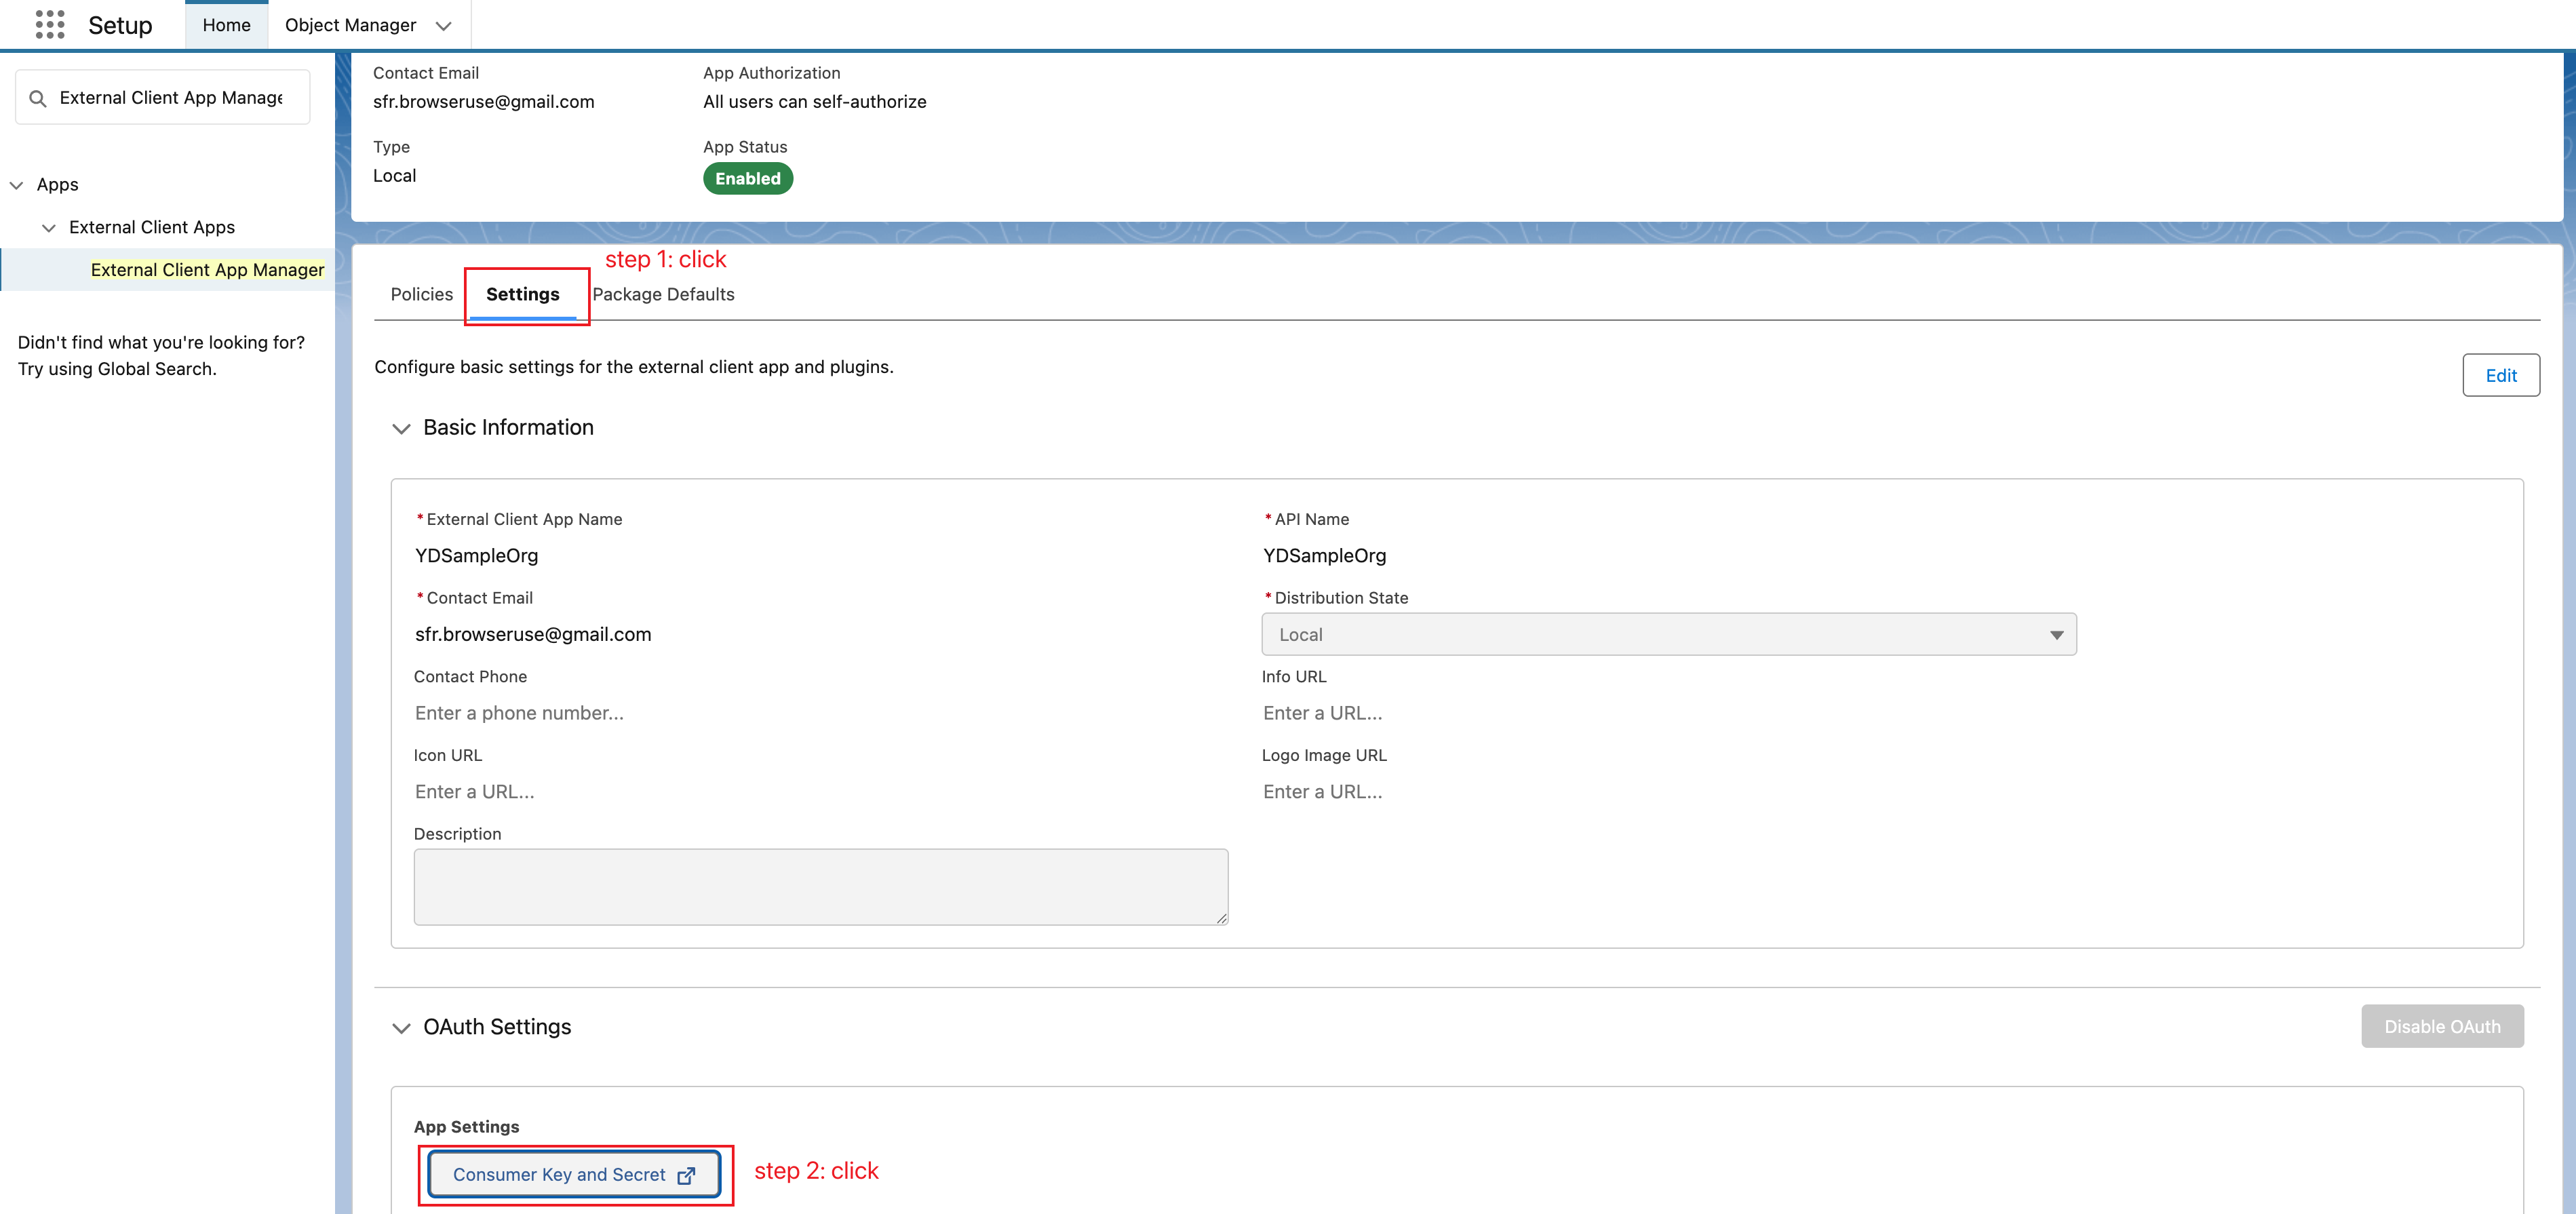 Setup
Home
Object Manager
External Client App Manage
Apps
External Client Apps
External Client App Manager
Didn't find what you're looking for?
Try using Global Search.
Contact Email
App Authorization
sfr.browseruse@gmail.com
All users can self-authorize
Type
App Status
Local
Enabled
step 1: click
Policies
Settings
Package Defaults
Configure basic settings for the external client app and plugins.
Edit
Basic Information
*External Client App Name
*API Name
YDSampleOrg
YDSampleOrg
*Contact Email
*Distribution State
sfr.browseruse@gmail.com
Local
Contact Phone
Info URL
Enter a phone number...
Enter a URL...
Icon URL
Logo Image URL
Enter a URL...
Enter a URL...
Description
OAuth Settings
Disable OAuth
App Settings
Consumer Key and Secret
step 2: click